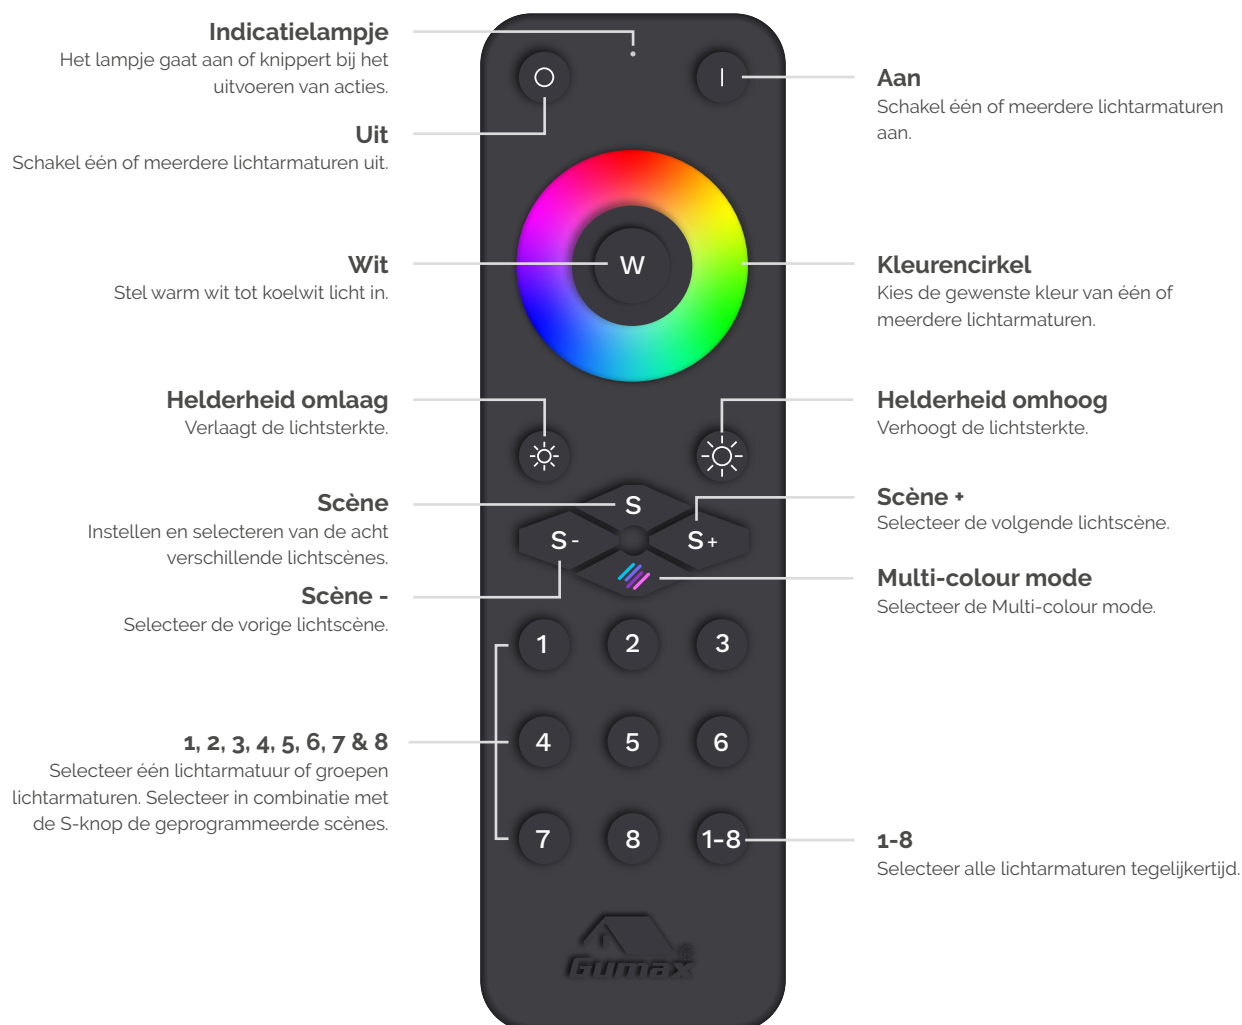 Indicatielampje
Het lampje gaat aan of knippert bij het
uitvoeren van acties.
Uit
Schakel één of meerdere lichtarmaturen uit.
Wit
Stel warm wit tot koelwit licht in.
Helderheid omlaag
Verlaagt de lichtsterkte.
Scène
Instellen en selecteren van de acht
verschillende lichtscènes.
Scène -
Selecteer de vorige lichtscène.
1, 2, 3, 4, 5, 6, 7 & 8
Selecteer één lichtarmatuur of groepen
lichtarmaturen. Selecteer in combinatie met
de S-knop de geprogrammeerde scènes.
W
S
S - S +
1 2 3
4 5 6
7 8 1-8
Gumax®
Aan
Schakel één of meerdere lichtarmaturen
aan.
Kleurencirkel
Kies de gewenste kleur van één of
meerdere lichtarmaturen.
Helderheid omhoog
Verhoogt de lichtsterkte.
Scène +
Selecteer de volgende lichtscène.
Multi-colour mode
Selecteer de Multi-colour mode.
1-8
Selecteer alle lichtarmaturen tegelijkertijd.